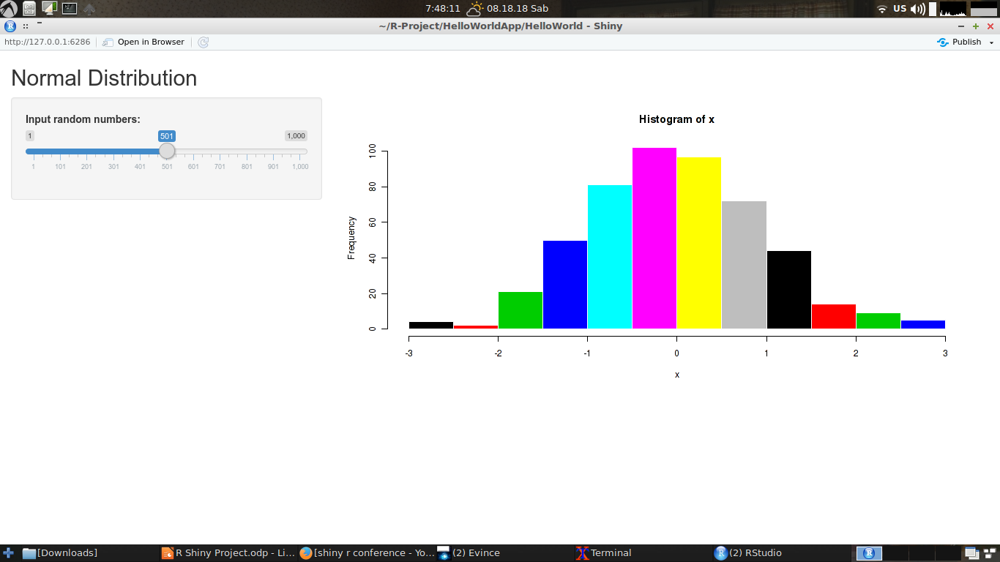 7:48:11 08.18.18 Sab US
~/R-Project/HelloWorldApp/HelloWorld - Shiny
http://127.0.0.1:6286 Open in Browser Publish
Normal Distribution
Input random numbers:
1 501 1,000
1 101 201 301 401 501 601 701 801 901 1,000
Histogram of x
Frequency
100
80
60
40
20
0
-3 -2 -1 0 1 2 3
x
[Downloads] R Shiny Project.odp - Li... [shiny r conference - Yo... (2) Evince Terminal (2) RStudio